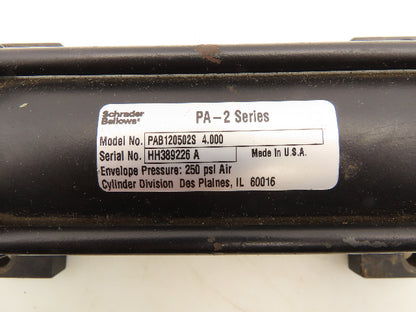 Schrader
Bellows
PA-2 Series
Model No. PAB120502S 4.000
Serial No. HH389226 A
Made In U.S.A.
Envelope Pressure: 250 psi Air
Cylinder Division Des Plaines, IL 60016